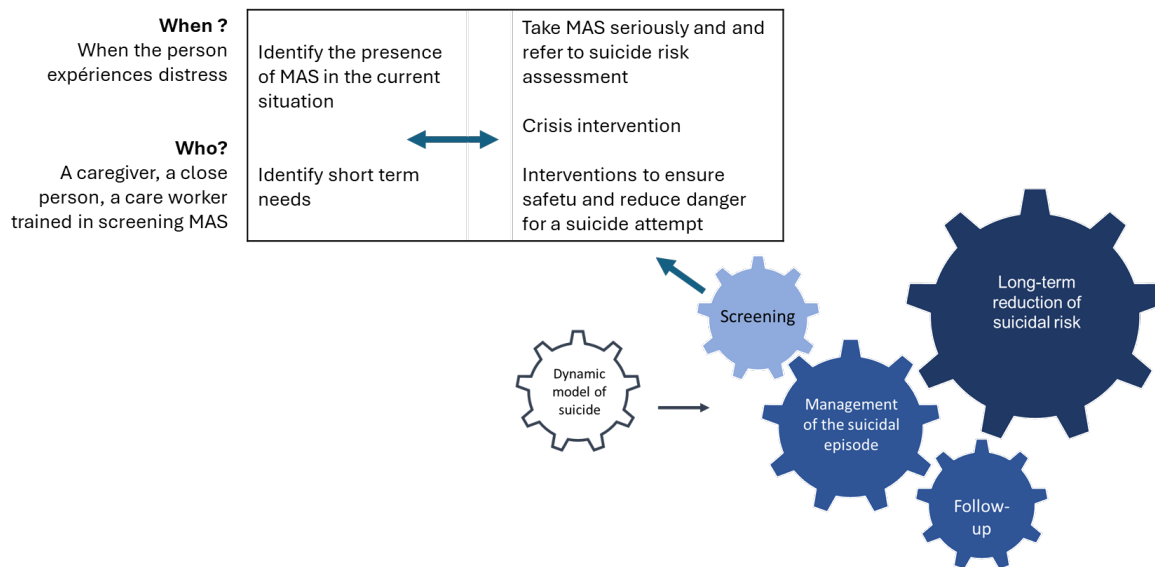 When ?
When the person
expériences distress
Who?
A caregiver, a close
person, a care worker
trained in screening MAS
Identify the presence
of MAS in the current
situation
Identify short term
needs
Take MAS seriously and and
refer to suicide risk
assessment
Crisis intervention
Interventions to ensure
safetu and reduce danger
for a suicide attempt
Screening
Long-term
reduction of
suicidal risk
Dynamic
model of
suicide
Management
of the suicidal
episode
Follow-
up